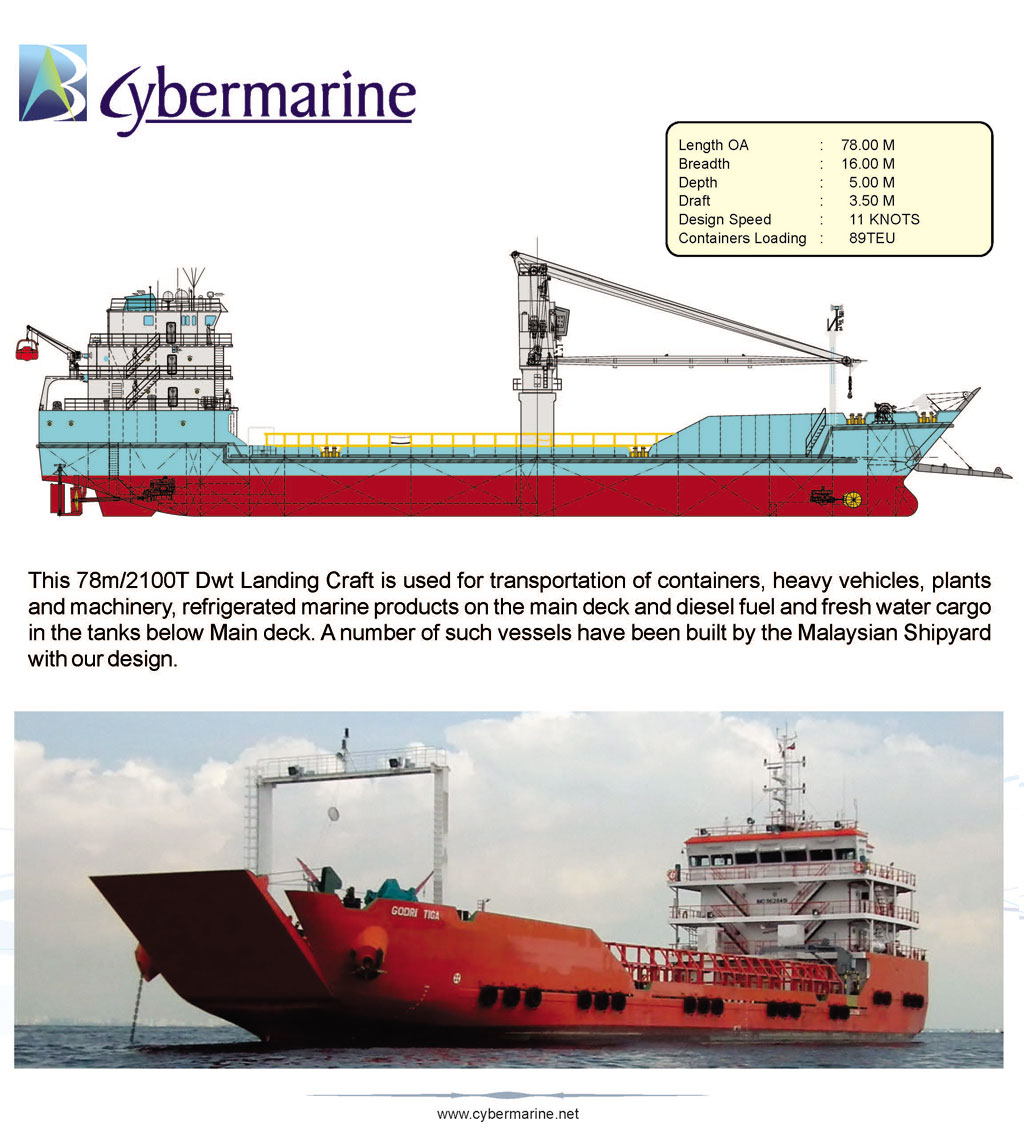 Cybermarine
Length OA : 78.00 M
Breadth : 16.00 M
Depth : 5.00 M
Draft : 3.50 M
Design Speed : 11 KNOTS
Containers Loading : 89TEU
This 78m/2100T Dwt Landing Craft is used for transportation of containers, heavy vehicles, plants
and machinery, refrigerated marine products on the main deck and diesel fuel and fresh water cargo
in the tanks below Main deck. A number of such vessels have been built by the Malaysian Shipyard
with our design.
GODRI TIGA
www.cybermarine.net